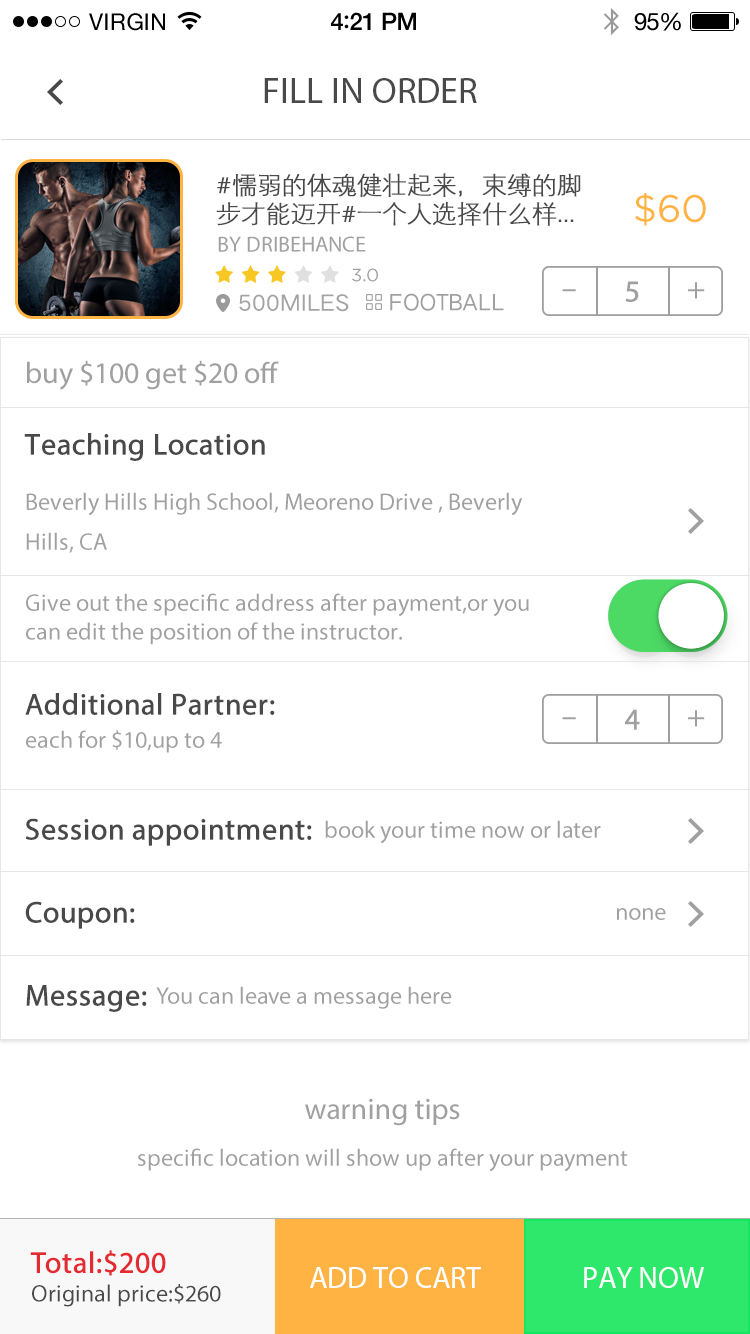 VIRGIN
4:21 PM
95%
FILL IN ORDER
#懦弱的体魂健壮起来，束缚的脚
步才能迈开#一个人选择什么样...
$60
BY DRIBEHANCE
3.0
500MILES
FOOTBALL
− 5 +
buy $100 get $20 off
Teaching Location
Beverly Hills High School, Meoreno Drive , Beverly
Hills, CA
Give out the specific address after payment,or you
can edit the position of the instructor.
Additional Partner:
each for $10,up to 4
− 4 +
Session appointment: book your time now or later
Coupon:
none
Message: You can leave a message here
warning tips
specific location will show up after your payment
Total:$200
Original price:$260
ADD TO CART
PAY NOW